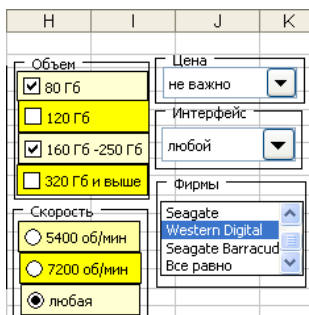 H I J K
Объем
80 Гб
120 Гб
160 Гб -250 Гб
320 Гб и выше
Скорость
5400 об/мин
7200 об/мин
любая
Цена
не важно
Интерфейс
любой
Фирмы
Seagate
Western Digital
Seagate Barracud
Все равно